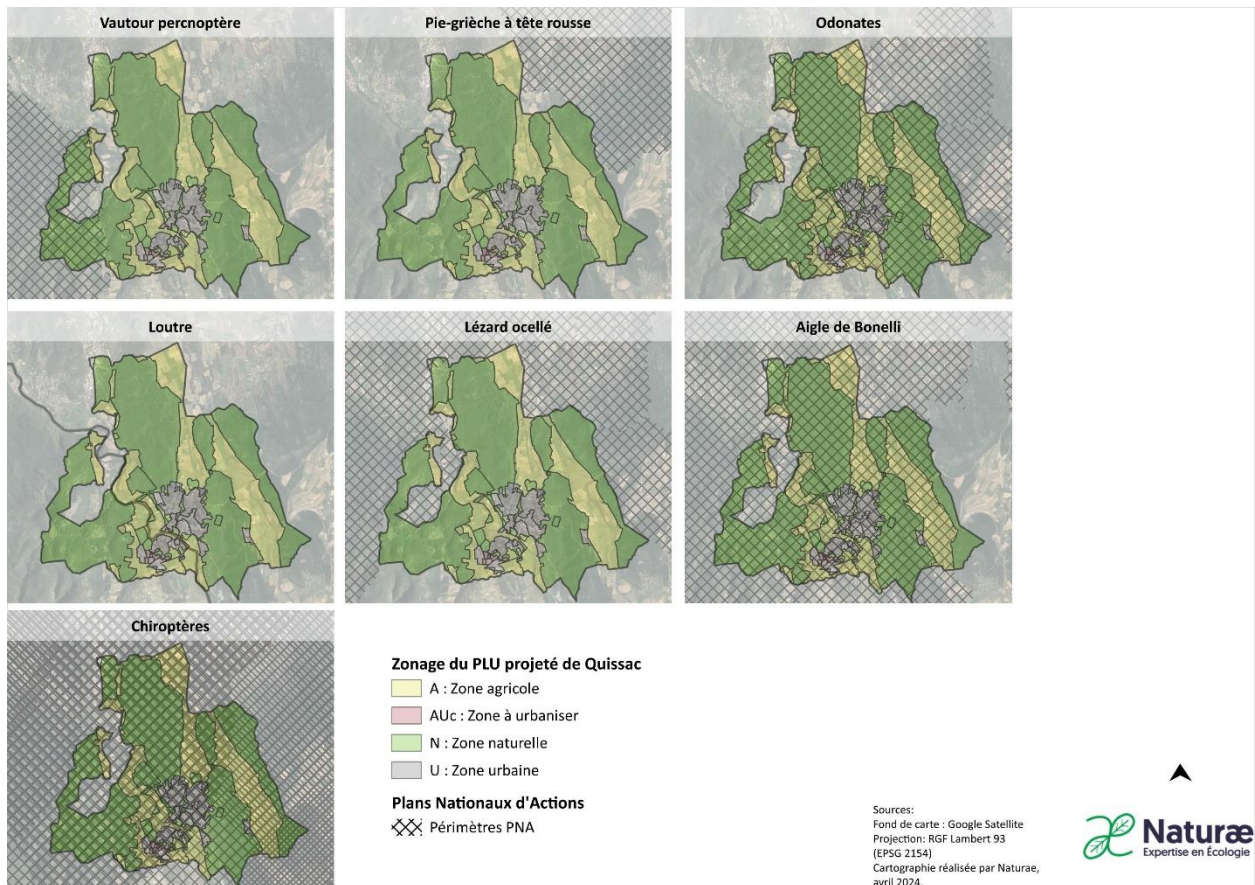 Vautour percnoptère
Pie-grièche à tête rousse
Odonates
Loutre
Lézard ocellé
Aigle de Bonelli
Chiroptères
Zonage du PLU projeté de Quissac
A : Zone agricole
AUc : Zone à urbaniser
N : Zone naturelle
U : Zone urbaine
Plans Nationaux d'Actions
Périmètres PNA
Sources:
Fond de carte : Google Satellite
Projection: RGF Lambert 93
(EPSG 2154)
Cartographie réalisée par Naturae,
avril 2024.
Naturæ
Expertise en Écologie